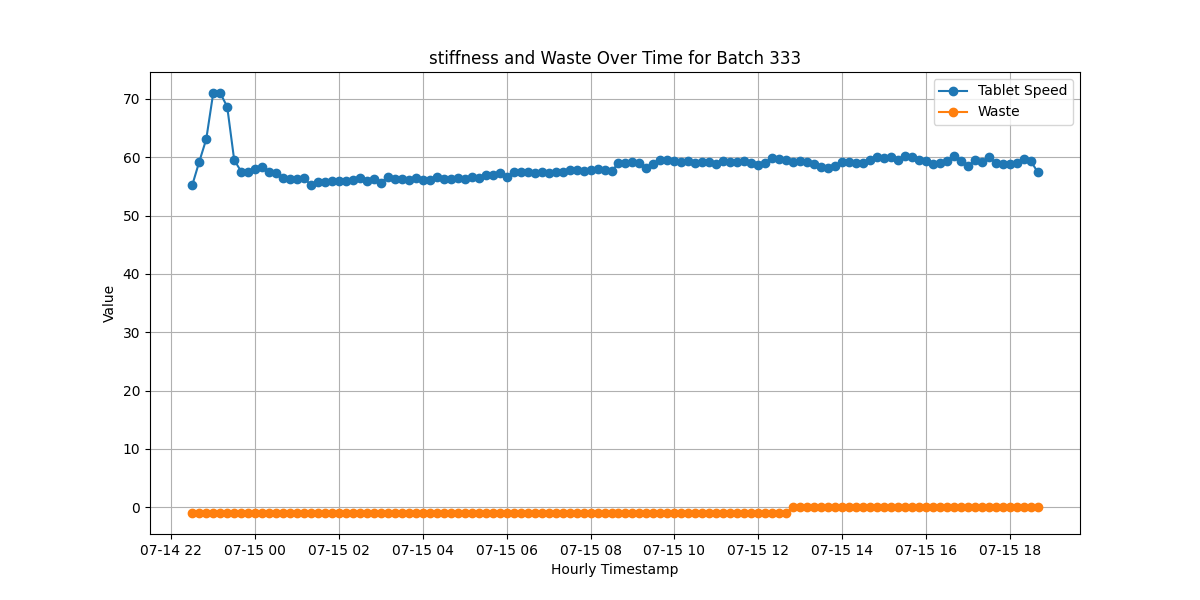 stiffness and Waste Over Time for Batch 333
Tablet Speed
Waste
70
60
50
40
30
20
10
0
Value
07-14 22 07-15 00 07-15 02 07-15 04 07-15 06 07-15 08 07-15 10 07-15 12 07-15 14 07-15 16 07-15 18
Hourly Timestamp